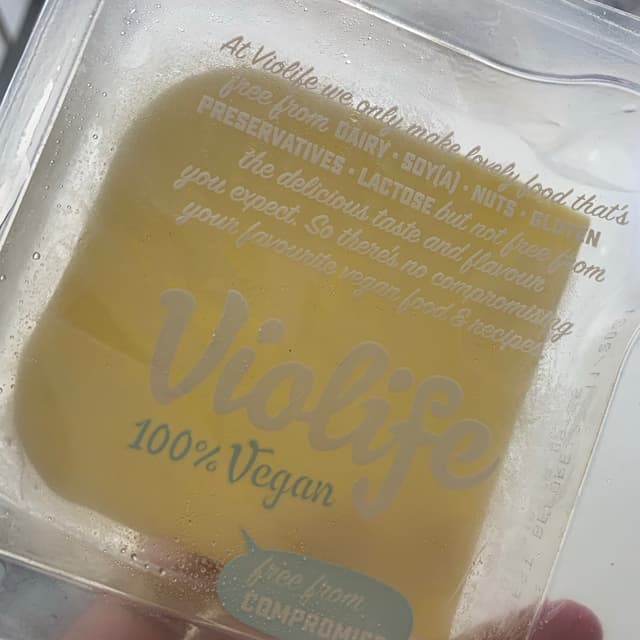 At Violife we only make lovely food that's
free from DAIRY · SOY(A) · NUTS · GLUTEN
PRESERVATIVES · LACTOSE but not free from
the delicious taste and flavour
you expect. So there's no compromising
your favourite vegan food & recipes
Violife
100% Vegan
free from